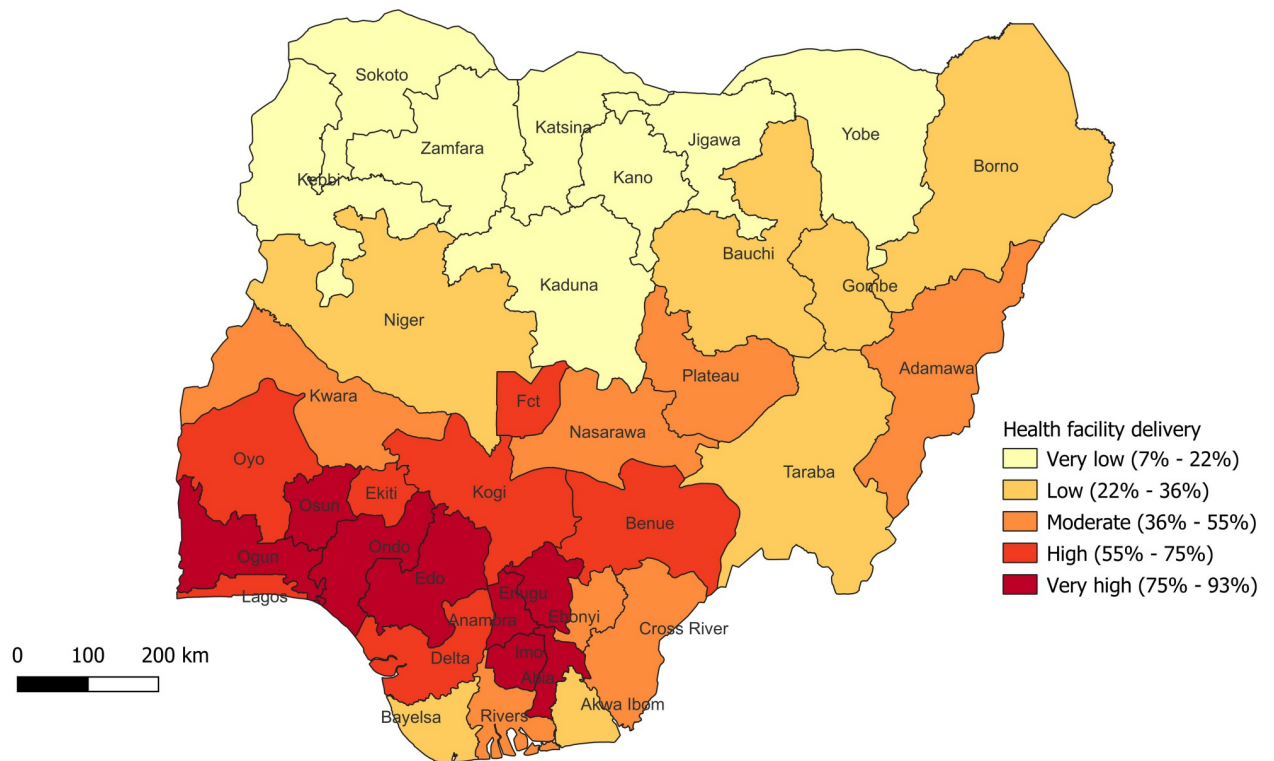 Sokoto
Katsina
Jigawa
Yobe
Zamfara
Borno
Kebbi
Kano
Bauchi
Kaduna
Gombe
Niger
Adamawa
Plateau
Kwara
Fct
Nasarawa
Oyo
Taraba
Ekiti
Kogi
Osun
Benue
Ondo
Ogun
Edo
Enugu
Lagos
Anambra
Ebonyi
Cross River
Delta
Imo
Abia
Akwa Ibom
Bayelsa
Rivers
Health facility delivery
Very low (7% - 22%)
Low (22% - 36%)
Moderate (36% - 55%)
High (55% - 75%)
Very high (75% - 93%)
0 100 200 km